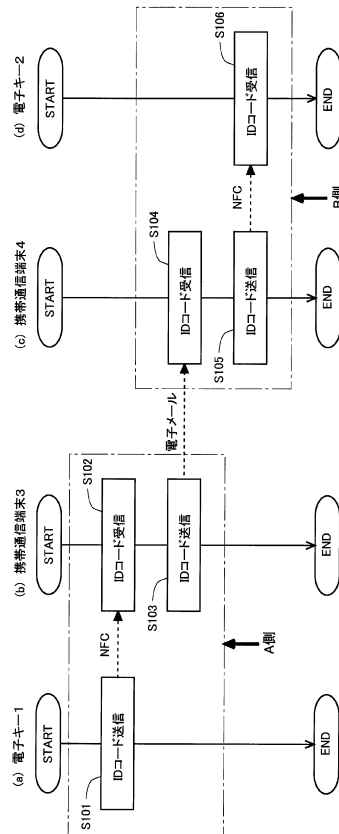 (a) 電子キー1
START
S101
IDコード送信
END
NFC
(b) 携帯通信端末3
START
S102
IDコード受信
S103
IDコード送信
END
A側
電子メール
(c) 携帯通信端末4
START
S104
IDコード受信
S105
IDコード送信
END
NFC
(d) 電子キー2
START
S106
IDコード受信
END
B側